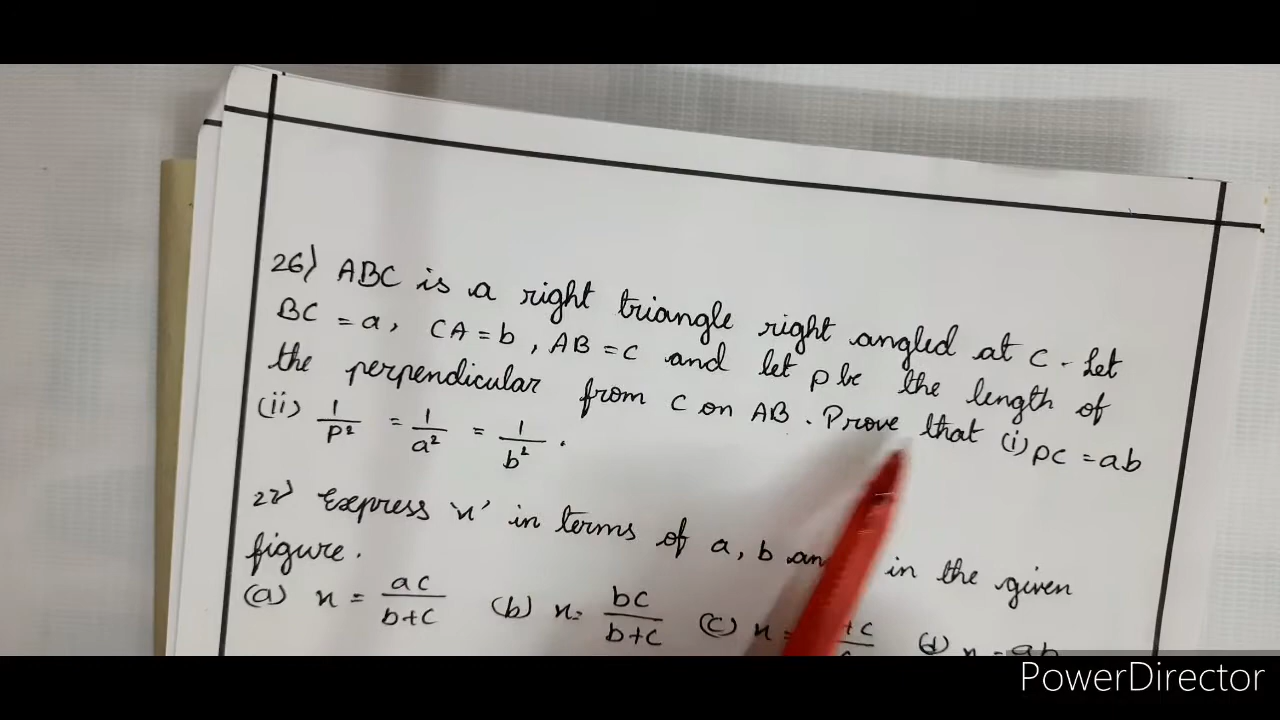 26) ABC is a right triangle right angled at C. Let
BC = a, CA = b, AB = c and let p be the length of
the perpendicular from C on AB. Prove that (i) pc = ab
(ii) 1/p² = 1/a² = 1/b².
27) Express 'x' in terms of a, b in the given
figure.
(a) x = ac/b+c (b) x = bc/b+c (c) x = +c (d) x = ab
PowerDirector